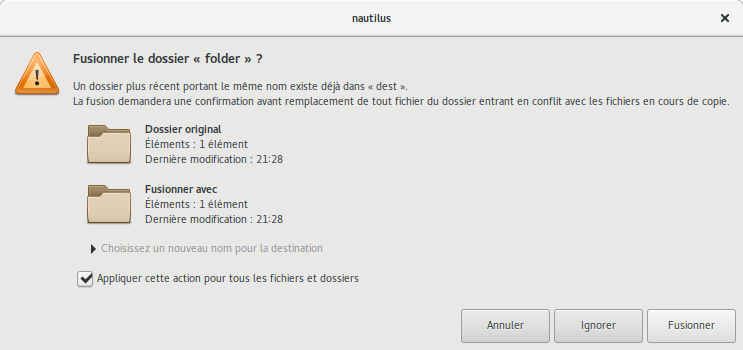 nautilus
Fusionner le dossier « folder » ?
Un dossier plus récent portant le même nom existe déjà dans « dest ».
La fusion demandera une confirmation avant remplacement de tout fichier du dossier entrant en conflit avec les fichiers en cours de copie.
Dossier original
Éléments : 1 élément
Dernière modification : 21:28
Fusionner avec
Éléments : 1 élément
Dernière modification : 21:28
Choisissez un nouveau nom pour la destination
Appliquer cette action pour tous les fichiers et dossiers
Annuler
Ignorer
Fusionner